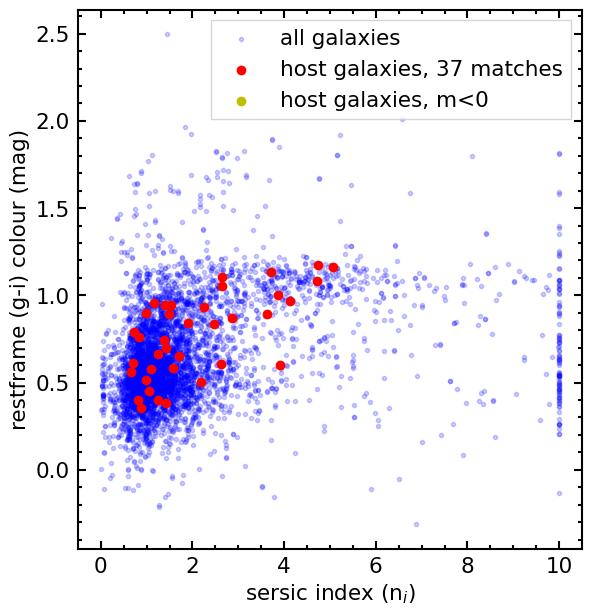 all galaxies
host galaxies, 37 matches
host galaxies, m<0
2.5
2.0
1.5
1.0
0.5
0.0
restframe (g-i) colour (mag)
0 2 4 6 8 10
sersic index (n_i)